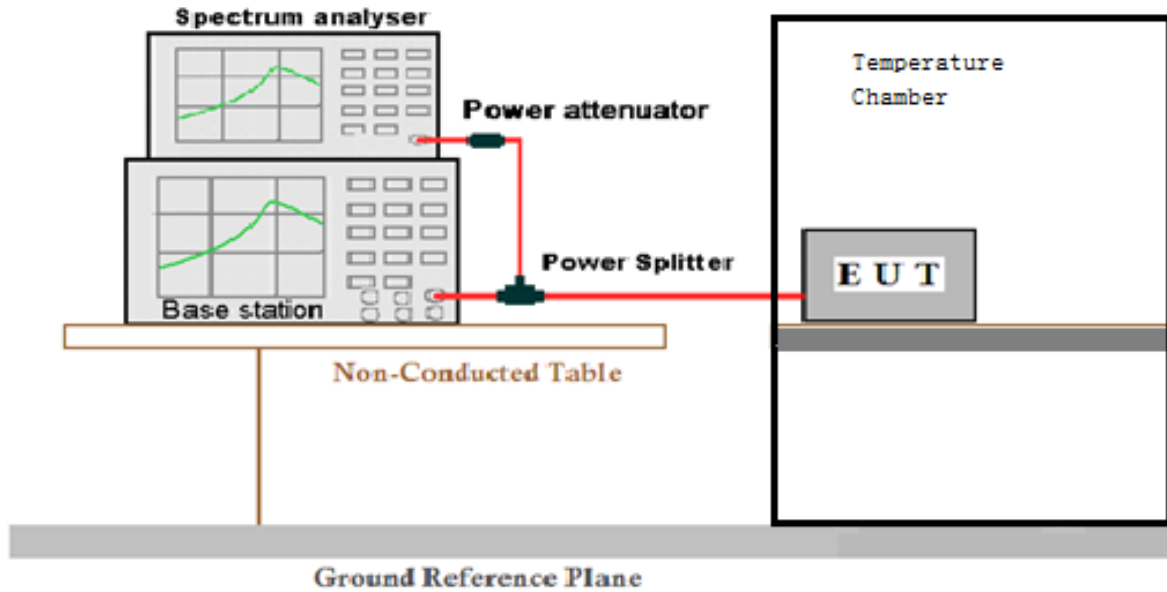 Spectrum analyser
Temperature
Chamber
Power attenuator
Power Splitter
E U T
Base station
Non-Conducted Table
Ground Reference Plane